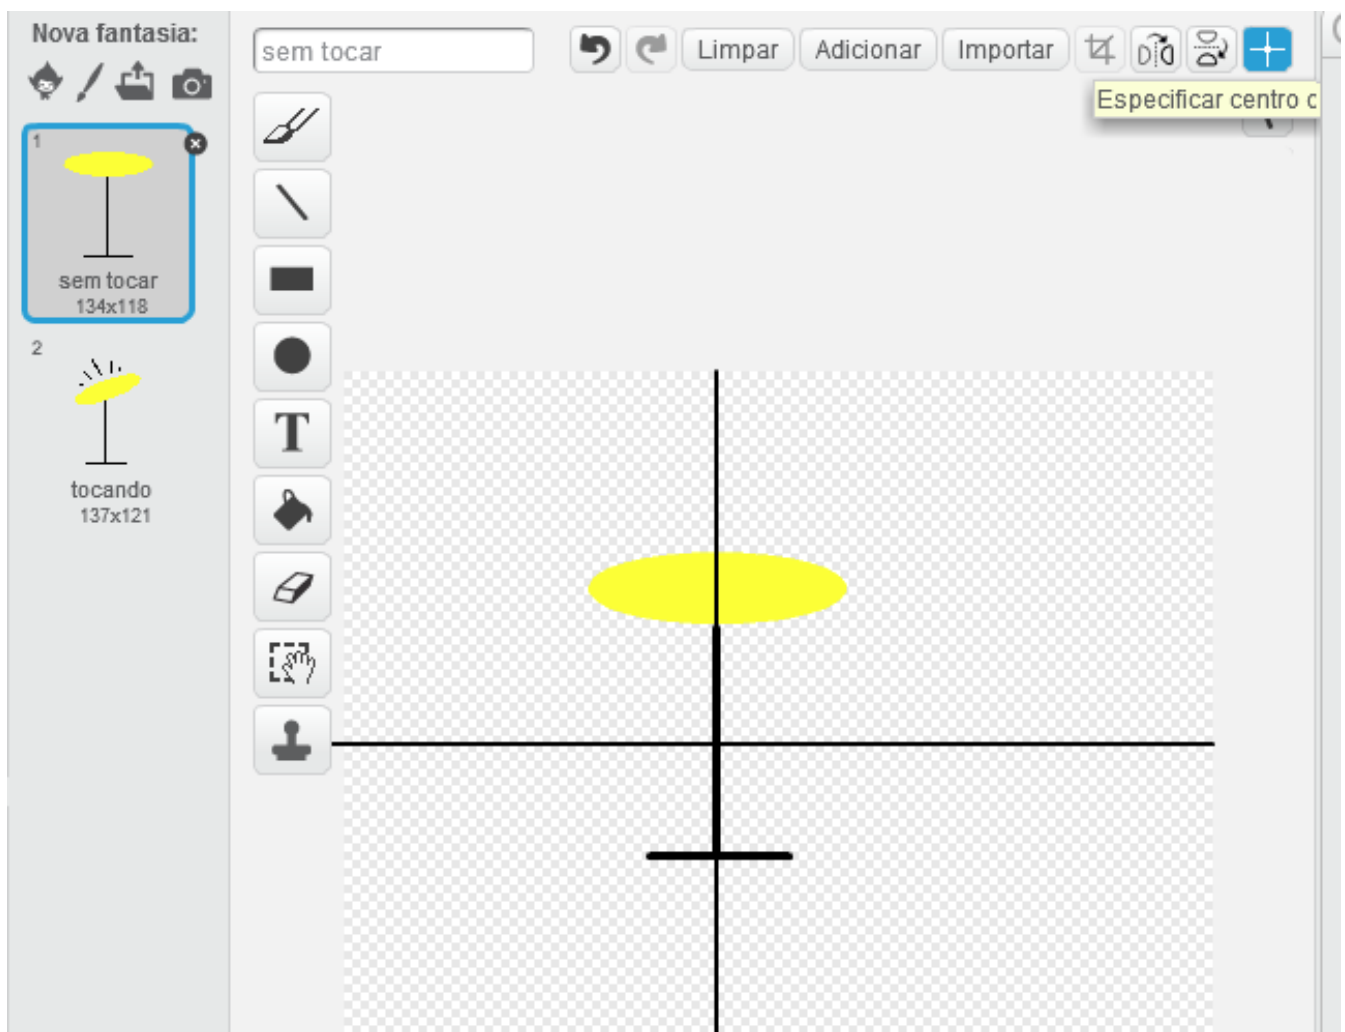 Nova fantasia:
sem tocar
Limpar
Adicionar
Importar
Especificar centro
1
sem tocar
134x118
2
tocando
137x121
T